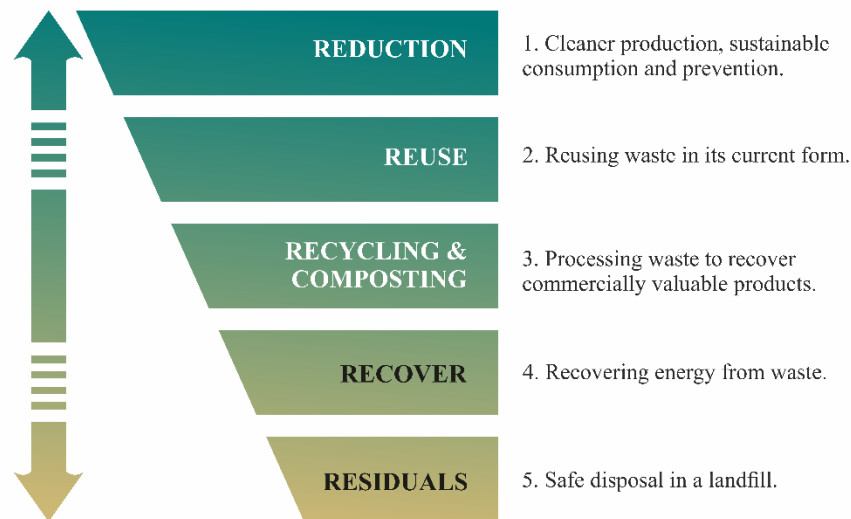 REDUCTION
1. Cleaner production, sustainable
consumption and prevention.
REUSE
2. Reusing waste in its current form.
RECYCLING &
COMPOSTING
3. Processing waste to recover
commercially valuable products.
RECOVER
4. Recovering energy from waste.
RESIDUALS
5. Safe disposal in a landfill.